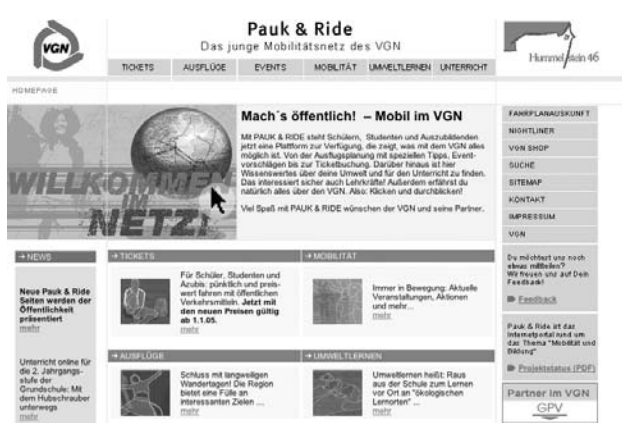 VGN
Pauk & Ride
Das junge Mobilitätsnetz des VGN
Hummelstein 46
TICKETS AUSFLÜGE EVENTS MOBILITÄT UMWELTLERNEN UNTERRICHT
HOMEPAGE
WILLKOMMEN
IM
NETZ!
Mach´s öffentlich! – Mobil im VGN
Mit PAUK & RIDE steht Schülern, Studenten und Auszubildenden
jetzt eine Plattform zur Verfügung, die zeigt, was mit dem VGN alles
möglich ist. Von der Ausflugsplanung mit speziellen Tipps, Event-
vorschlägen bis zur Ticketbuchung. Darüber hinaus ist hier
Wissenswertes über deine Umwelt und für den Unterricht zu finden.
Das interessiert sicher auch Lehrkräfte! Außerdem erfährst du
natürlich alles über den VGN. Also: Klicken und durchblicken!
Viel Spaß mit PAUK & RIDE wünschen der VGN und seine Partner.
FAHRPLANAUSKUNFT
NIGHTLINER
VGN SHOP
SUCHE
SITEMAP
KONTAKT
IMPRESSUM
VGN
NEWS
Neue Pauk & Ride
Seiten werden der
Öffentlichkeit
präsentiert
mehr
Unterricht online für
die 2. Jahrgangs-
stufe der
Grundschule: Mit
dem Hubschrauber
unterwegs
mehr
TICKETS
Für Schüler, Studenten und
Azubis: pünktlich und preis-
wert fahren mit öffentlichen
Verkehrsmitteln. Jetzt mit
den neuen Preisen gültig
ab 1.1.05.
mehr
MOBILITÄT
Immer in Bewegung: Aktuelle
Veranstaltungen, Aktionen
und mehr...
mehr
AUSFLÜGE
Schluss mit langweiligen
Wandertagen! Die Region
bietet eine Fülle an
interessanten Zielen ...
mehr
UMWELTLERNEN
Umweltlernen heißt: Raus
aus der Schule zum Lernen
vor Ort an "ökologischen
Lernorten" ...
mehr
Du möchtest uns noch
etwas mitteilen?
Wir freuen uns auf Dein
Feedback!
Feedback
Pauk & Ride ist das
Internetportal rund um
das Thema "Mobilität und
Bildung"
Projektstatus (PDF)
Partner im VGN
GPV